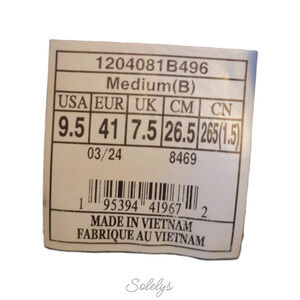 1204081B496
Medium(B)
USA EUR UK CM CN
9.5 41 7.5 26.5 265(1.5)
03/24 8469
1 95394 41967 2
MADE IN VIETNAM
FABRIQUE AU VIETNAM
Solelys